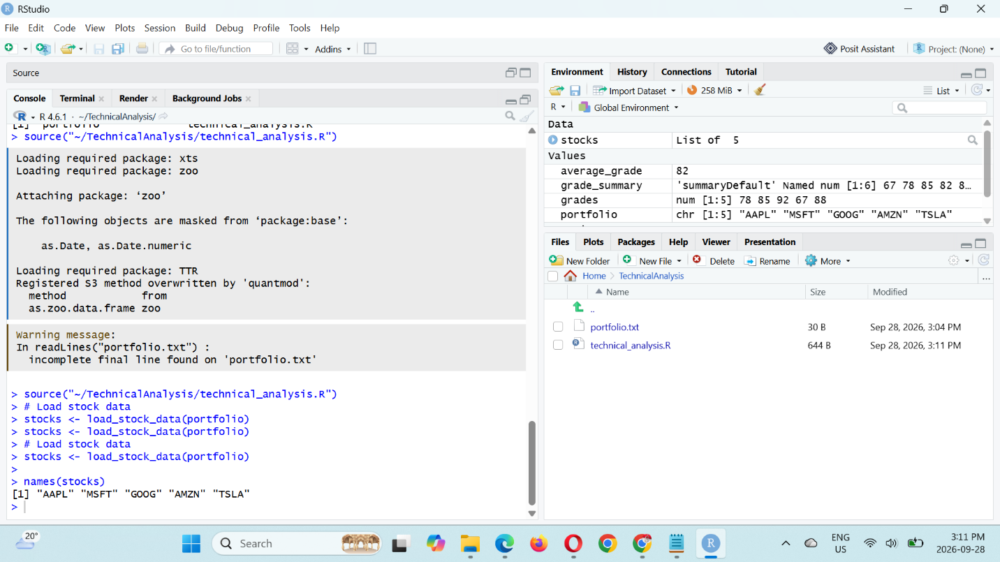 RStudio
File Edit Code View Plots Session Build Debug Profile Tools Help
Go to file/function
Addins
Posit Assistant
Project: (None)
Source
Console Terminal Render Background Jobs
R 4.6.1 · ~/TechnicalAnalysis/
[1] "portfolio" "technical_analysis.R"
> source("~/TechnicalAnalysis/technical_analysis.R")
Loading required package: xts
Loading required package: zoo
Attaching package: ‘zoo’
The following objects are masked from ‘package:base’:
as.Date, as.Date.numeric
Loading required package: TTR
Registered S3 method overwritten by 'quantmod':
method from
as.zoo.data.frame zoo
Warning message:
In readLines("portfolio.txt") :
incomplete final line found on 'portfolio.txt'
> source("~/TechnicalAnalysis/technical_analysis.R")
> # Load stock data
> stocks <- load_stock_data(portfolio)
> stocks <- load_stock_data(portfolio)
> # Load stock data
> stocks <- load_stock_data(portfolio)
>
> names(stocks)
[1] "AAPL" "MSFT" "GOOG" "AMZN" "TSLA"
>
Environment History Connections Tutorial
Import Dataset 258 MiB List
R Global Environment
Data
stocks List of 5
Values
average_grade 82
grade_summary 'summaryDefault' Named num [1:6] 67 78 85 82 8…
grades num [1:5] 78 85 92 67 88
portfolio chr [1:5] "AAPL" "MSFT" "GOOG" "AMZN" "TSLA"
Files Plots Packages Help Viewer Presentation
New Folder New File Delete Rename More
Home TechnicalAnalysis ...
Name Size Modified
..
portfolio.txt 30 B Sep 28, 2026, 3:04 PM
technical_analysis.R 644 B Sep 28, 2026, 3:11 PM
20°
Search
ENG
US
3:11 PM
2026-09-28